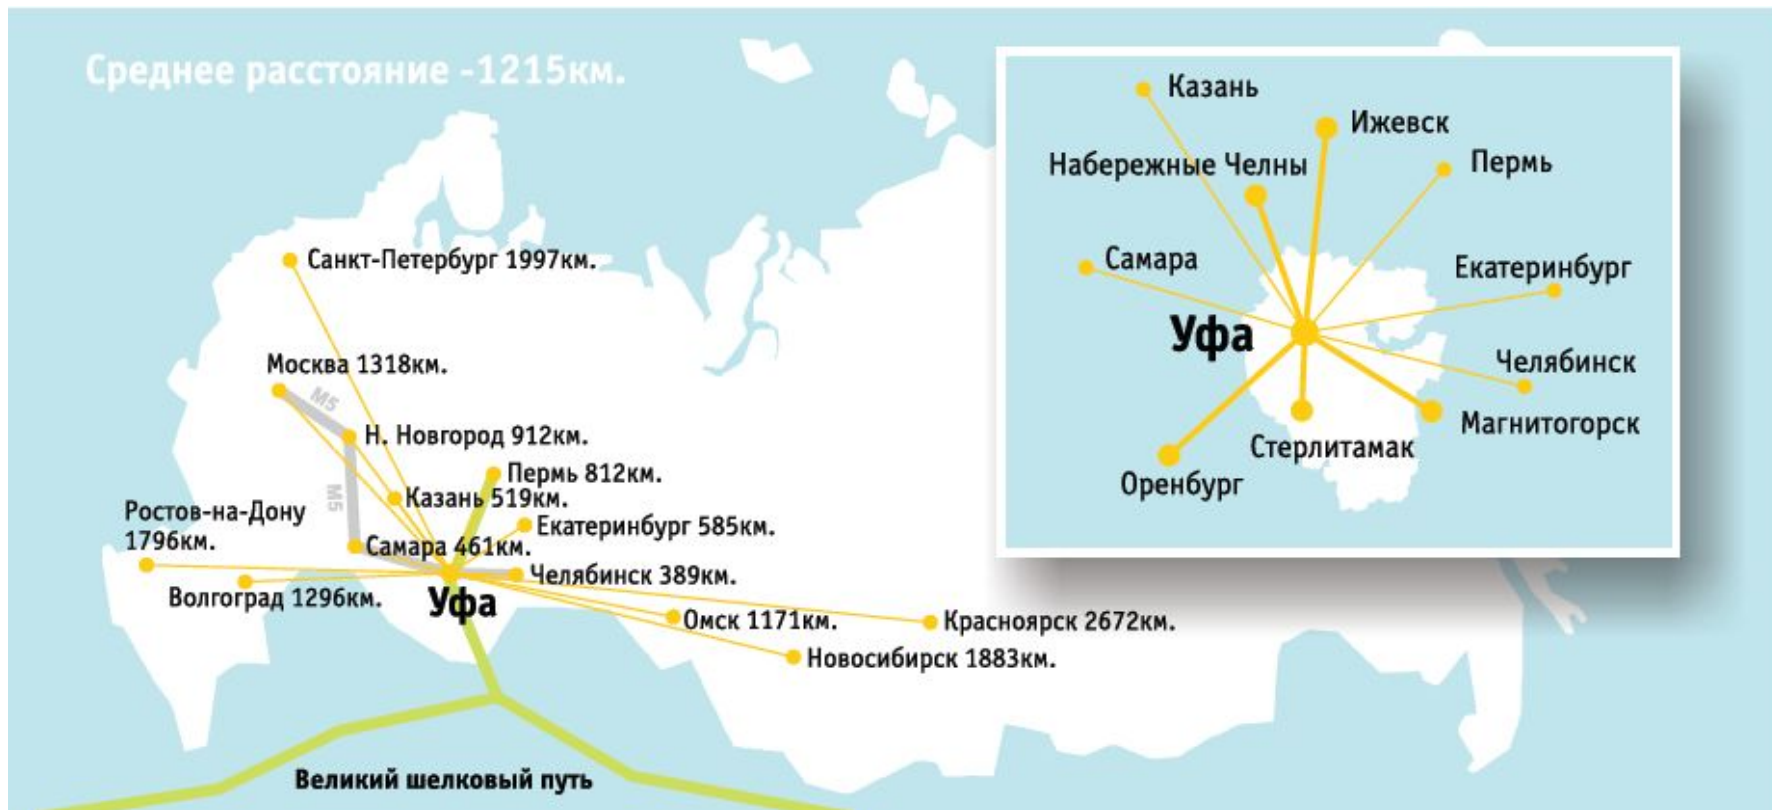 Среднее расстояние -1215км.
Санкт-Петербург 1997км.
Москва 1318км.
М5
Н. Новгород 912км.
Пермь 812км.
М5
Казань 519км.
Ростов-на-Дону
1796км.
Екатеринбург 585км.
Самара 461км.
Челябинск 389км.
Волгоград 1296км.
Уфа
Омск 1171км.
Красноярск 2672км.
Новосибирск 1883км.
Великий шелковый путь
Казань
Ижевск
Набережные Челны
Пермь
Самара
Екатеринбург
Уфа
Челябинск
Магнитогорск
Стерлитамак
Оренбург